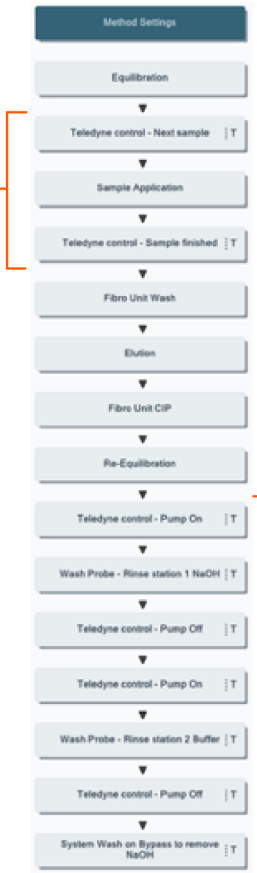 Method Settings
Equilibration
Teledyne control - Next sample T
Sample Application
Teledyne control - Sample finished T
Fibro Unit Wash
Elution
Fibro Unit CIP
Re-Equilibration
Teledyne control - Pump On T
Wash Probe - Rinse station 1 NaOH T
Teledyne control - Pump Off T
Teledyne control - Pump On T
Wash Probe - Rinse station 2 Buffer T
Teledyne control - Pump Off T
System Wash on Bypass to remove
NaOH T